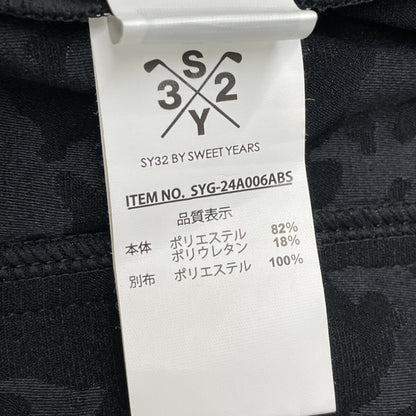 S
3 2
Y
SY32 BY SWEET YEARS
ITEM NO. SYG-24A006ABS
品質表示
本体 ポリエステル 82%
ポリウレタン 18%
別布 ポリエステル 100%